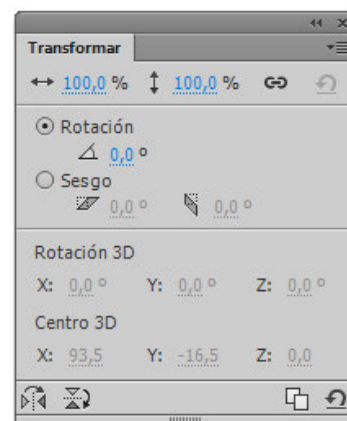 Transformar
100,0 % 100,0 %
Rotación
0,0 º
Sesgo
0,0 º 0,0 º
Rotación 3D
X: 0,0 º Y: 0,0 º Z: 0,0 º
Centro 3D
X: 93,5 Y: -16,5 Z: 0,0